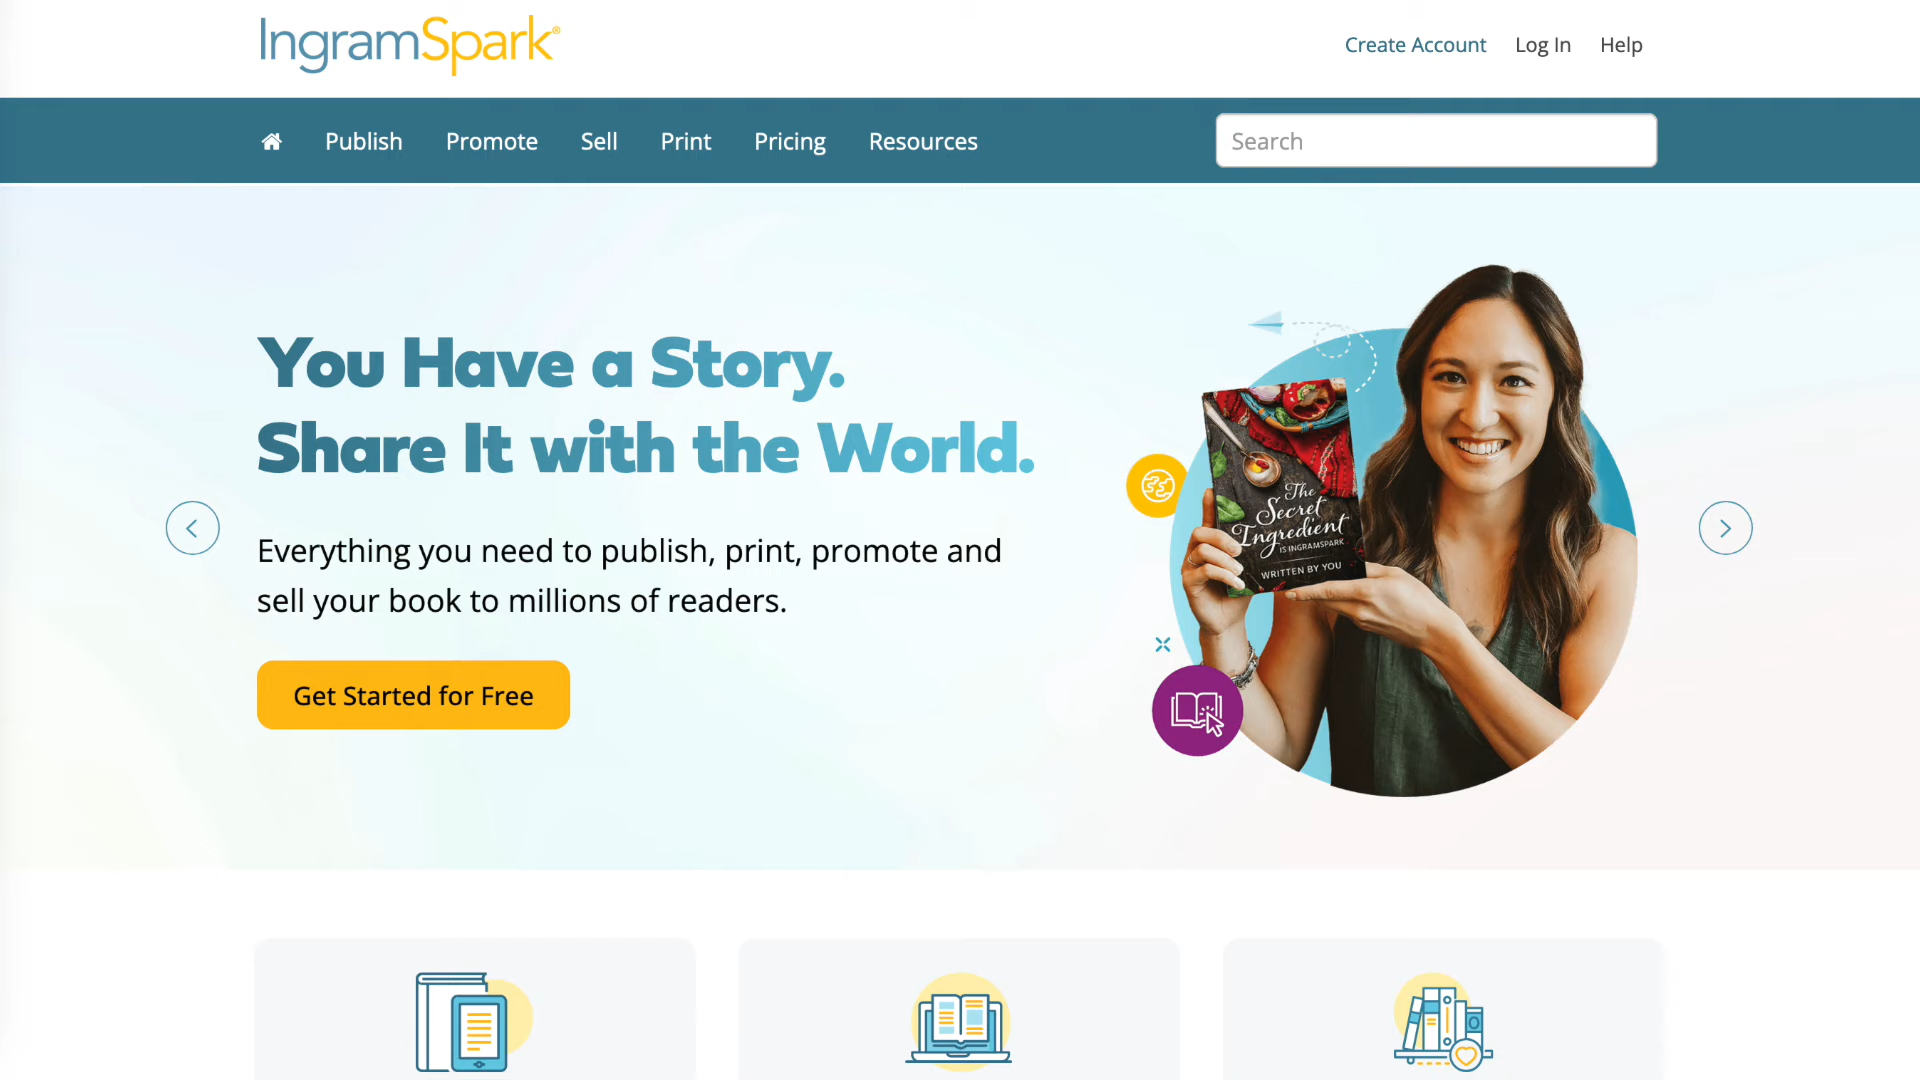 IngramSpark®
Create Account Log In Help
Publish Promote Sell Print Pricing Resources Search
You Have a Story.
Share It with the World.
Everything you need to publish, print, promote and
sell your book to millions of readers.
Get Started for Free
The
Secret
Ingredient
IS INGRAMSPARK
WRITTEN BY YOU